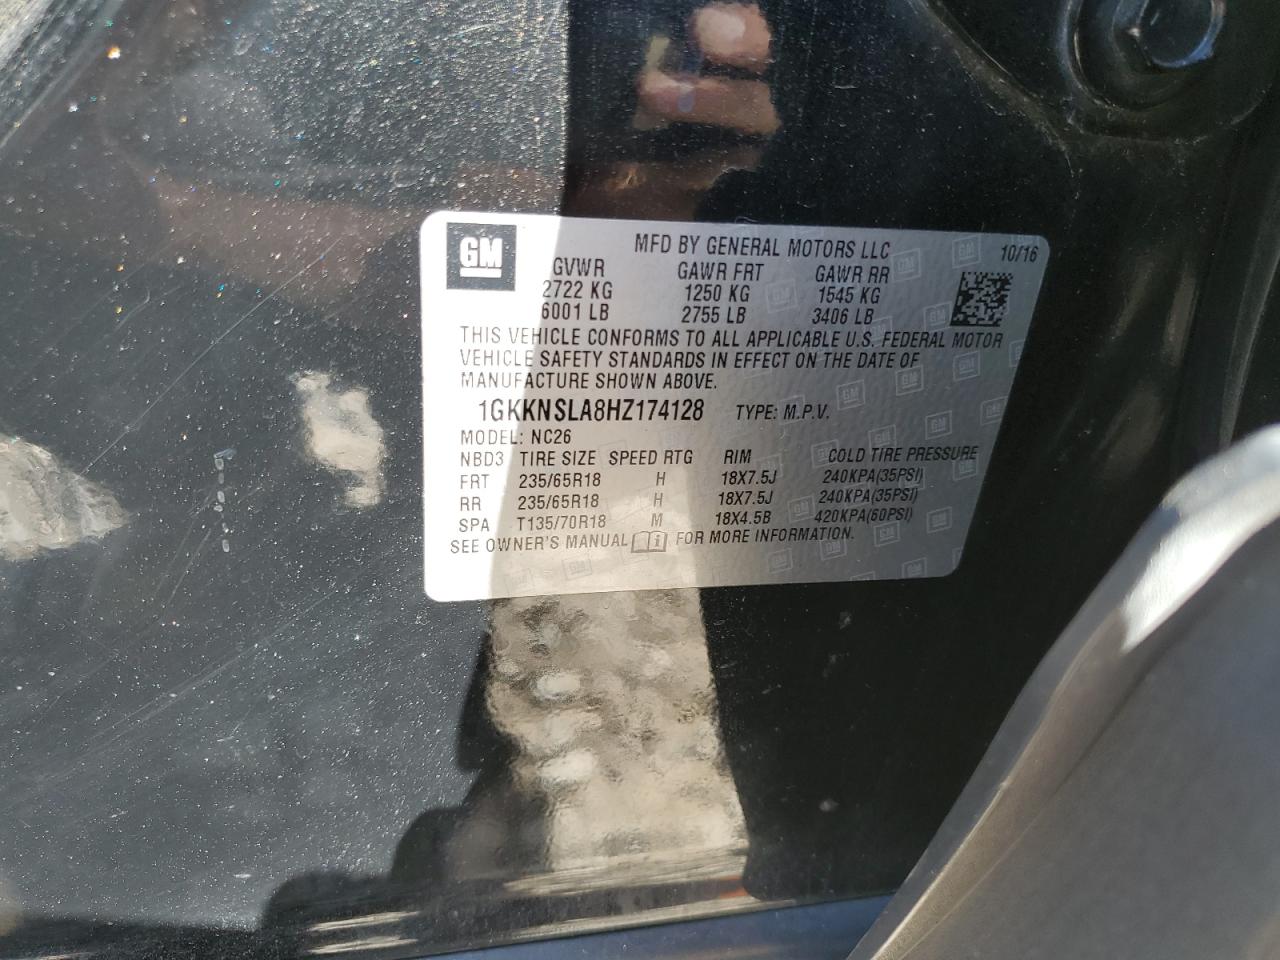 GM MFD BY GENERAL MOTORS LLC 10/16
GVWR GAWR FRT GAWR RR
2722 KG 1250 KG 1545 KG
6001 LB 2755 LB 3406 LB
THIS VEHICLE CONFORMS TO ALL APPLICABLE U.S. FEDERAL MOTOR
VEHICLE SAFETY STANDARDS IN EFFECT ON THE DATE OF
MANUFACTURE SHOWN ABOVE.
1GKKNSLA8HZ174128 TYPE: M.P.V.
MODEL: NC26
NBD3 TIRE SIZE SPEED RTG RIM COLD TIRE PRESSURE
FRT 235/65R18 H 18X7.5J 240KPA(35PSI)
RR 235/65R18 H 18X7.5J 240KPA(35PSI)
SPA T135/70R18 M 18X4.5B 420KPA(60PSI)
SEE OWNER'S MANUAL FOR MORE INFORMATION.